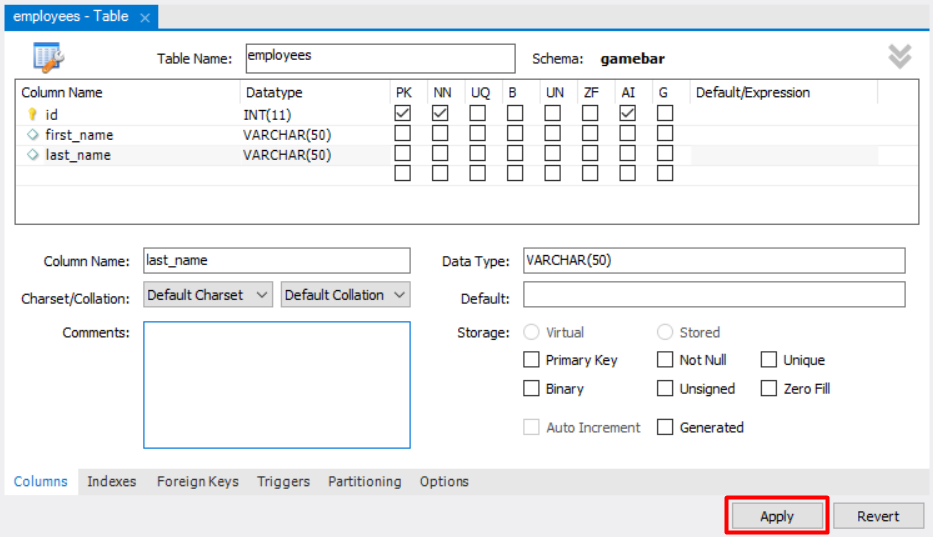 employees - Table ×
Table Name: employees Schema: gamebar
Column Name Datatype PK NN UQ B UN ZF AI G Default/Expression
id INT(11)
first_name VARCHAR(50)
last_name VARCHAR(50)
Column Name: last_name Data Type: VARCHAR(50)
Charset/Collation: Default Charset Default Collation Default:
Comments: Storage: Virtual Stored
Primary Key Not Null Unique
Binary Unsigned Zero Fill
Auto Increment Generated
Columns Indexes Foreign Keys Triggers Partitioning Options
Apply Revert